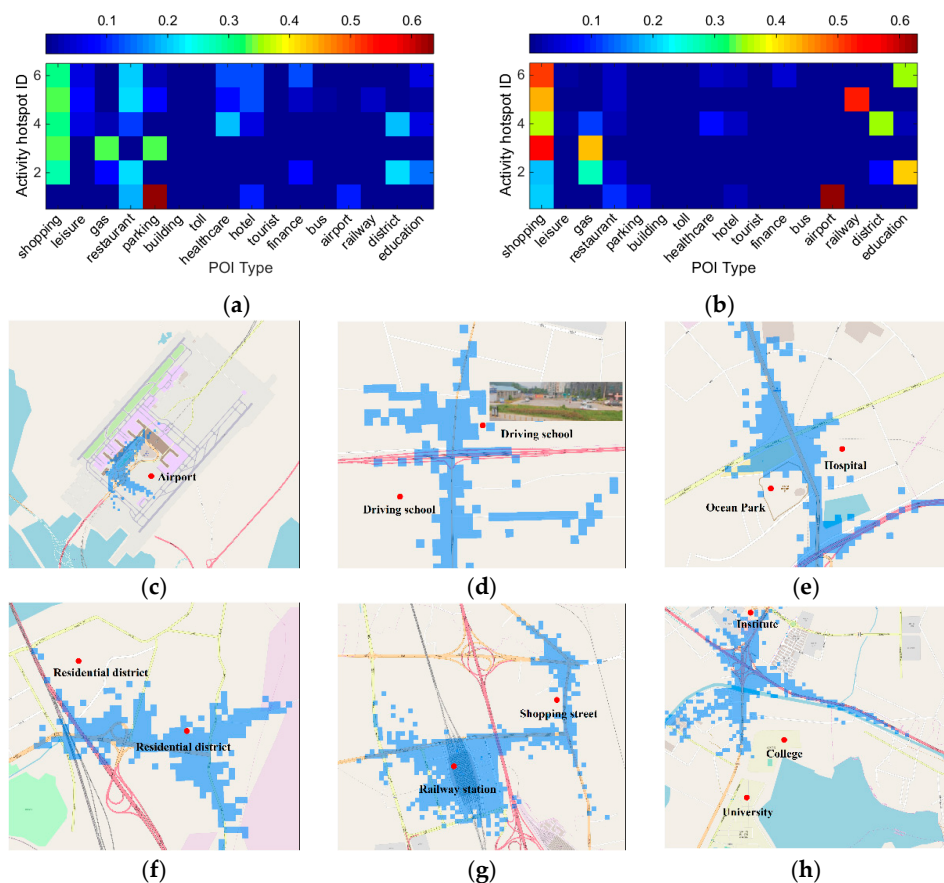 0.1 0.2 0.3 0.4 0.5 0.6
0.1 0.2 0.3 0.4 0.5 0.6
Activity hotspot ID
6
4
2
shopping
leisure
gas
restaurant
parking
building
toll
healthcare
hotel
tourist
finance
bus
airport
railway
district
education
POI Type
(a)
Activity hotspot ID
6
4
2
shopping
leisure
gas
restaurant
parking
building
toll
healthcare
hotel
tourist
finance
bus
airport
railway
district
education
POI Type
(b)
Airport
(c)
Driving school
Driving school
(d)
Hospital
Ocean Park
(e)
Residential district
Residential district
(f)
Shopping street
Railway station
(g)
Institute
College
University
(h)